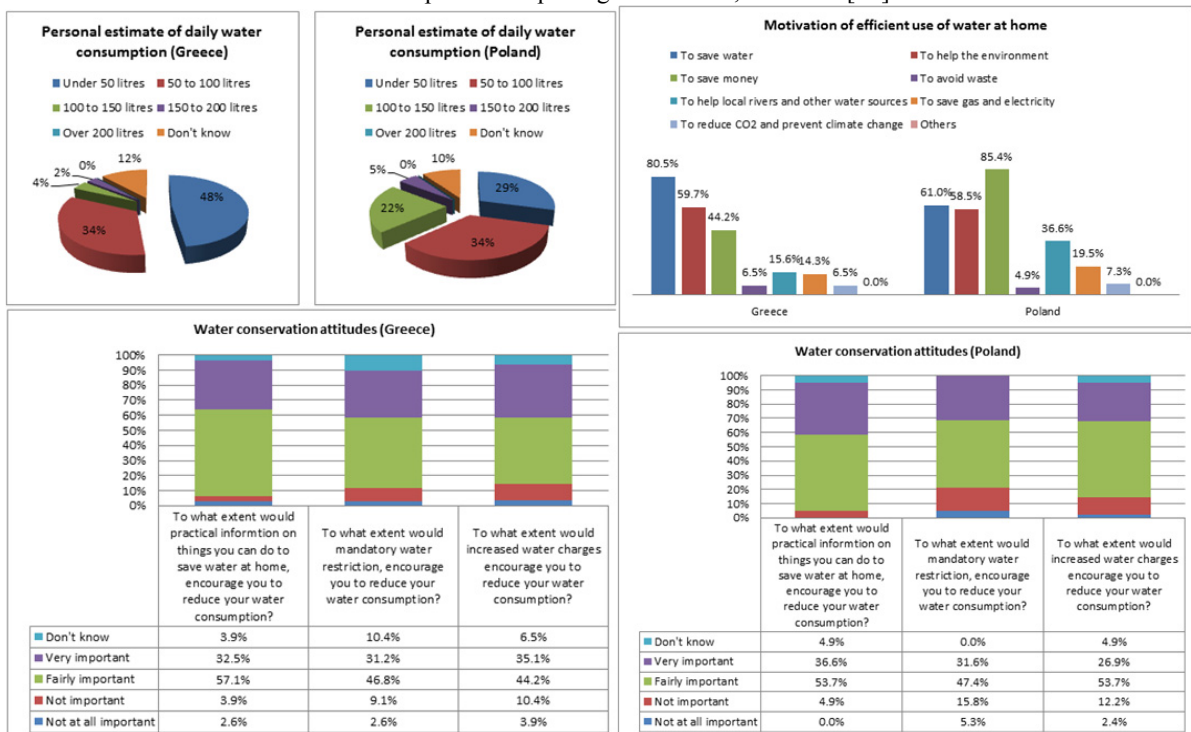 Personal estimate of daily water
consumption (Greece)
Under 50 litres 50 to 100 litres
100 to 150 litres 150 to 200 litres
Over 200 litres Don't know
0% 12%
2%
4%
48%
34%
Personal estimate of daily water
consumption (Poland)
Under 50 litres 50 to 100 litres
100 to 150 litres 150 to 200 litres
Over 200 litres Don't know
0% 10%
5%
29%
22%
34%
Motivation of efficient use of water at home
To save water To help the environment
To save money To avoid waste
To help local rivers and other water sources To save gas and electricity
To reduce CO2 and prevent climate change Others
80.5% 59.7% 44.2% 6.5% 15.6% 14.3% 6.5% 0.0%
61.0% 58.5% 85.4% 4.9% 36.6% 19.5% 7.3% 0.0%
Greece Poland
Water conservation attitudes (Greece)
100%
90%
80%
70%
60%
50%
40%
30%
20%
10%
0%
To what extent would
practical informtion on
things you can do to
save water at home,
encourage you to
reduce your water
consumption?
To what extent would
mandatory water
restriction, encourage
you to reduce your
water consumption?
To what extent would
increased water charges
encourage you to
reduce your water
consumption?
Don't know 3.9% 10.4% 6.5%
Very important 32.5% 31.2% 35.1%
Fairly important 57.1% 46.8% 44.2%
Not important 3.9% 9.1% 10.4%
Not at all important 2.6% 2.6% 3.9%
Water conservation attitudes (Poland)
100%
90%
80%
70%
60%
50%
40%
30%
20%
10%
0%
To what extent would
practical informtion on
things you can do to
save water at home,
encourage you to
reduce your water
consumption?
To what extent would
mandatory water
restriction, encourage
you to reduce your
water consumption?
To what extent would
increased water charges
encourage you to
reduce your water
consumption?
Don't know 4.9% 0.0% 4.9%
Very important 36.6% 31.6% 26.9%
Fairly important 53.7% 47.4% 53.7%
Not important 4.9% 15.8% 12.2%
Not at all important 0.0% 5.3% 2.4%